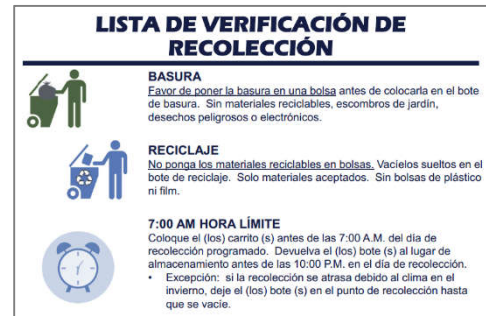 LISTA DE VERIFICACIÓN DE
RECOLECCIÓN
BASURA
Favor de poner la basura en una bolsa antes de colocarla en el bote
de basura. Sin materiales reciclables, escombros de jardín,
desechos peligrosos o electrónicos.
RECICLAJE
No ponga los materiales reciclables en bolsas. Vacíelos sueltos en el
bote de reciclaje. Solo materiales aceptados. Sin bolsas de plástico
ni film.
7:00 AM HORA LÍMITE
Coloque el (los) carrito (s) antes de las 7:00 A.M. del día de
recolección programado. Devuelva el (los) bote (s) al lugar de
almacenamiento antes de las 10:00 P.M. en el día de recolección.
• Excepción: si la recolección se atrasa debido al clima en el
invierno, deje el (los) bote (s) en el punto de recolección hasta
que se vacie.